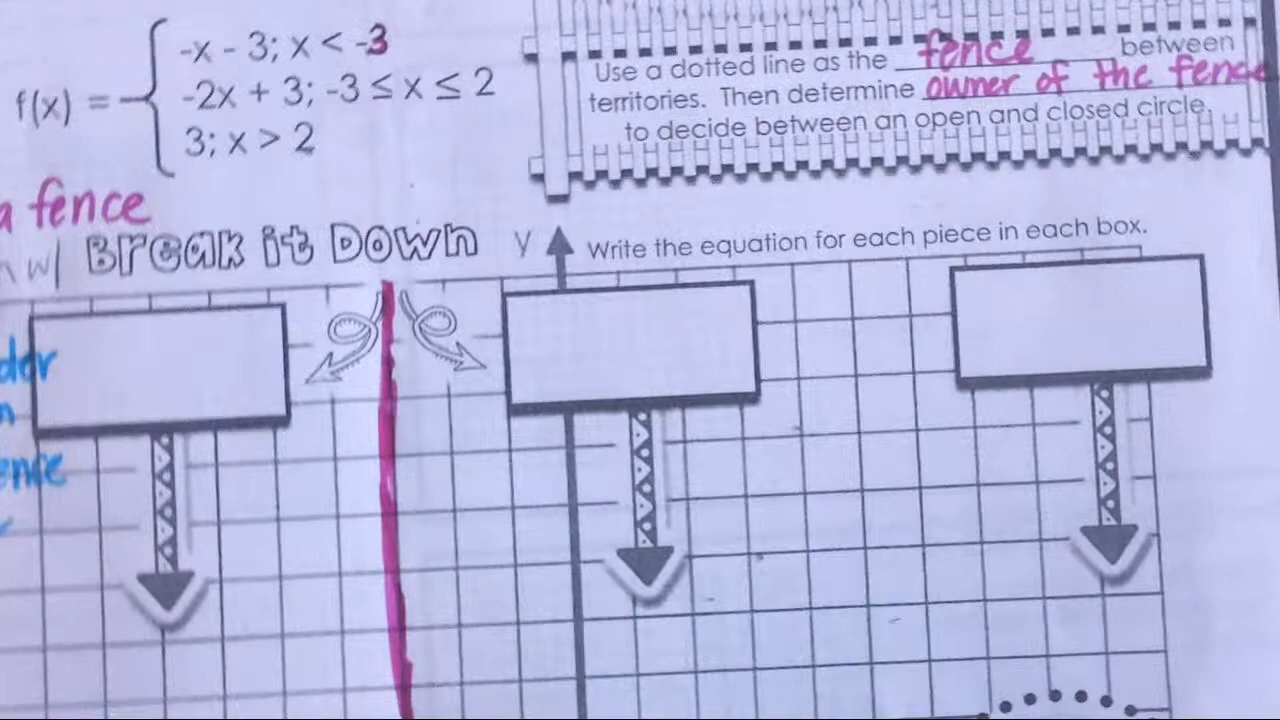 f(x) =
-x - 3; x < -3
-2x + 3; -3 ≤ x ≤ 2
3; x > 2
Use a dotted line as the fence between
territories. Then determine owner of the fence
to decide between an open and closed circle.
a fence
w/ Break it Down
y
Write the equation for each piece in each box.